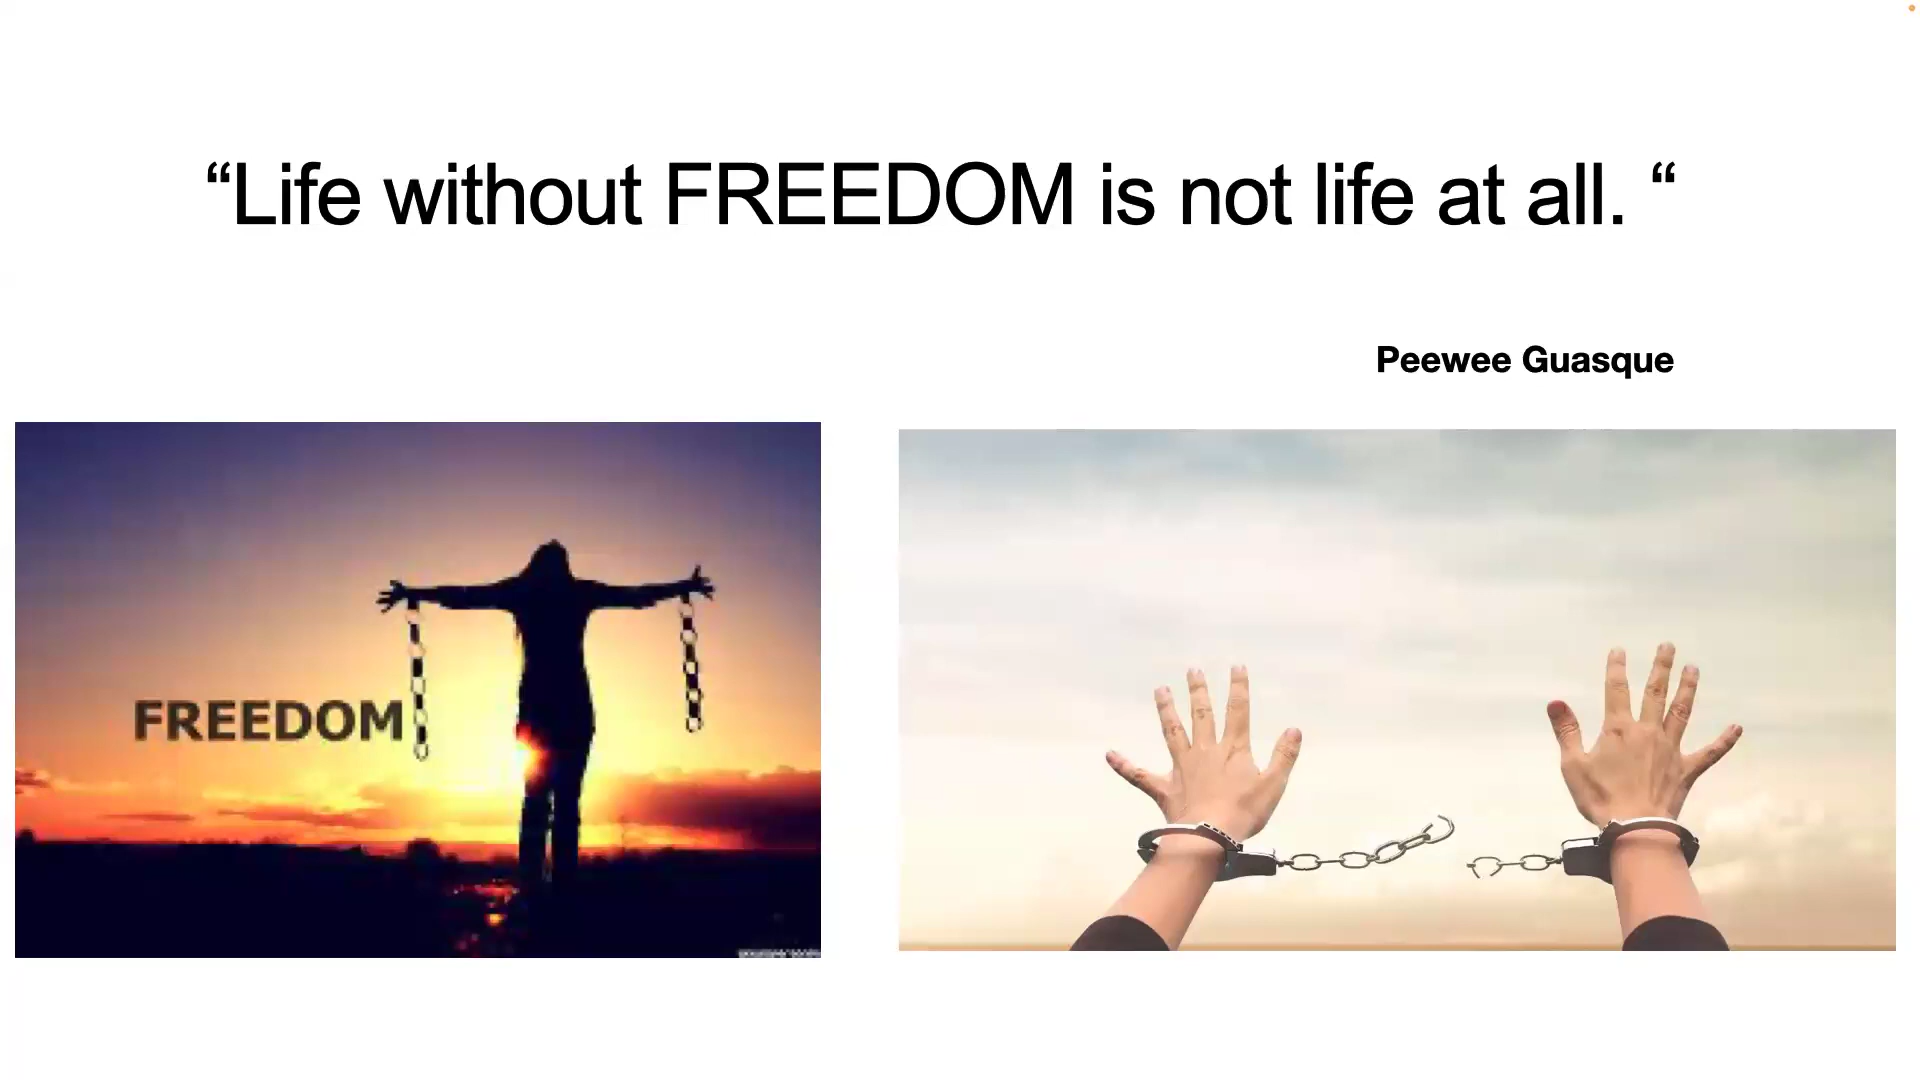 “Life without FREEDOM is not life at all. “
Peewee Guasque
FREEDOM